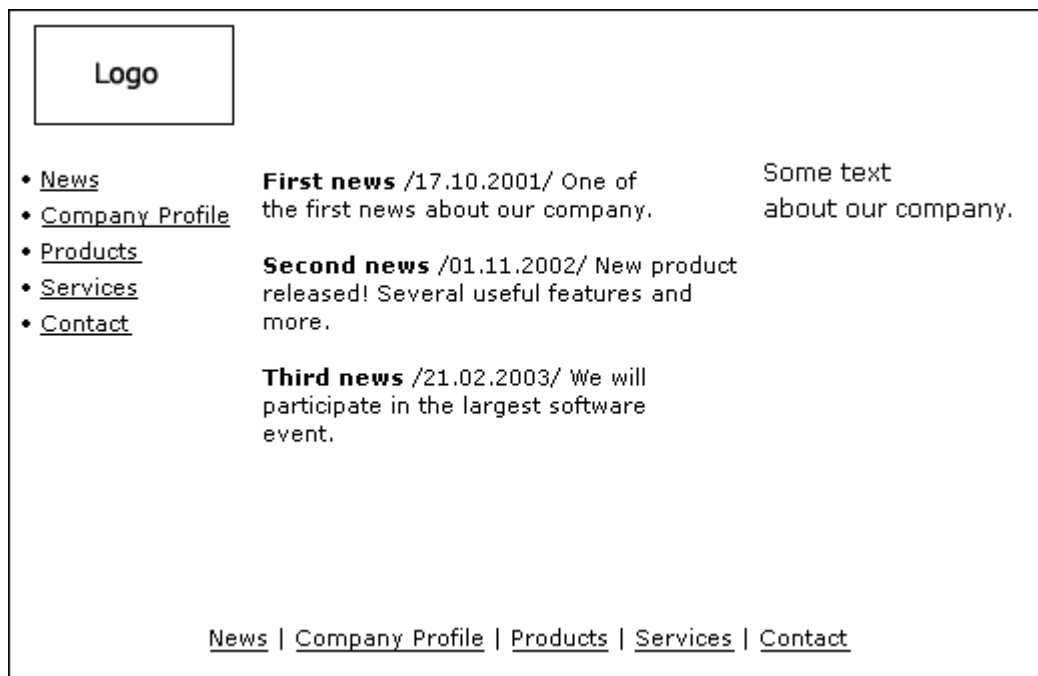 Logo
• News
• Company Profile
• Products
• Services
• Contact
First news /17.10.2001/ One of
the first news about our company.
Second news /01.11.2002/ New product
released! Several useful features and
more.
Third news /21.02.2003/ We will
participate in the largest software
event.
Some text
about our company.
News | Company Profile | Products | Services | Contact